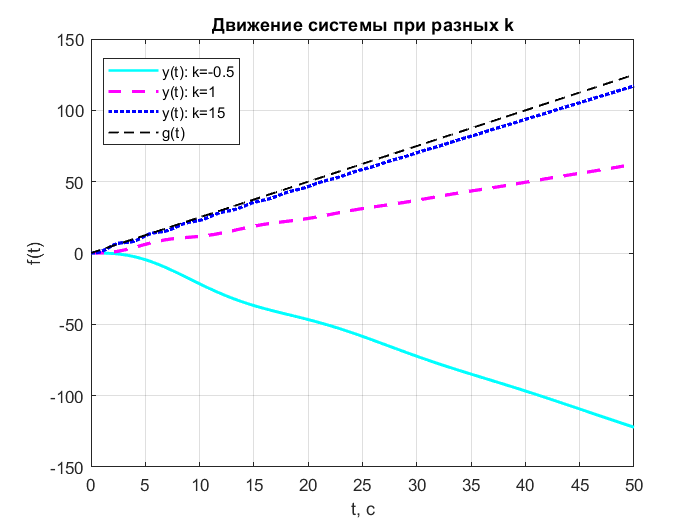 Движение системы при разных k
150
100
50
0
-50
-100
-150
f(t)
y(t): k=-0.5
y(t): k=1
y(t): k=15
g(t)
0 5 10 15 20 25 30 35 40 45 50
t, c